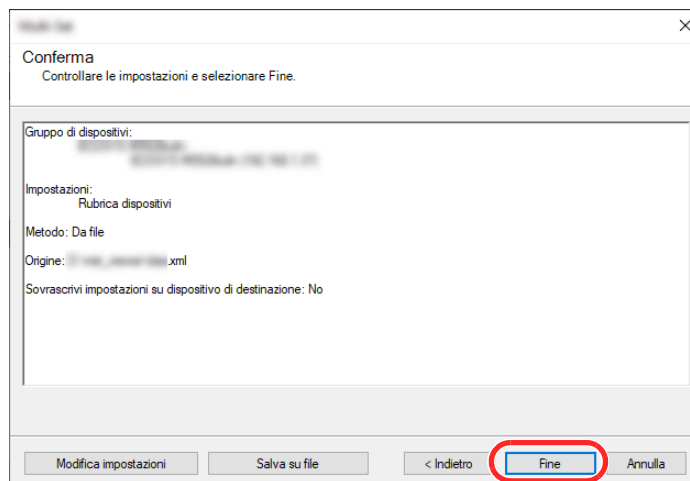 Conferma
Controllare le impostazioni e selezionare Fine.
Gruppo di dispositivi:
Impostazioni:
Rubrica dispositivi
Metodo: Da file
Origine: .xml
Sovrascrivi impostazioni su dispositivo di destinazione: No
Modifica impostazioni
Salva su file
< Indietro
Fine
Annulla